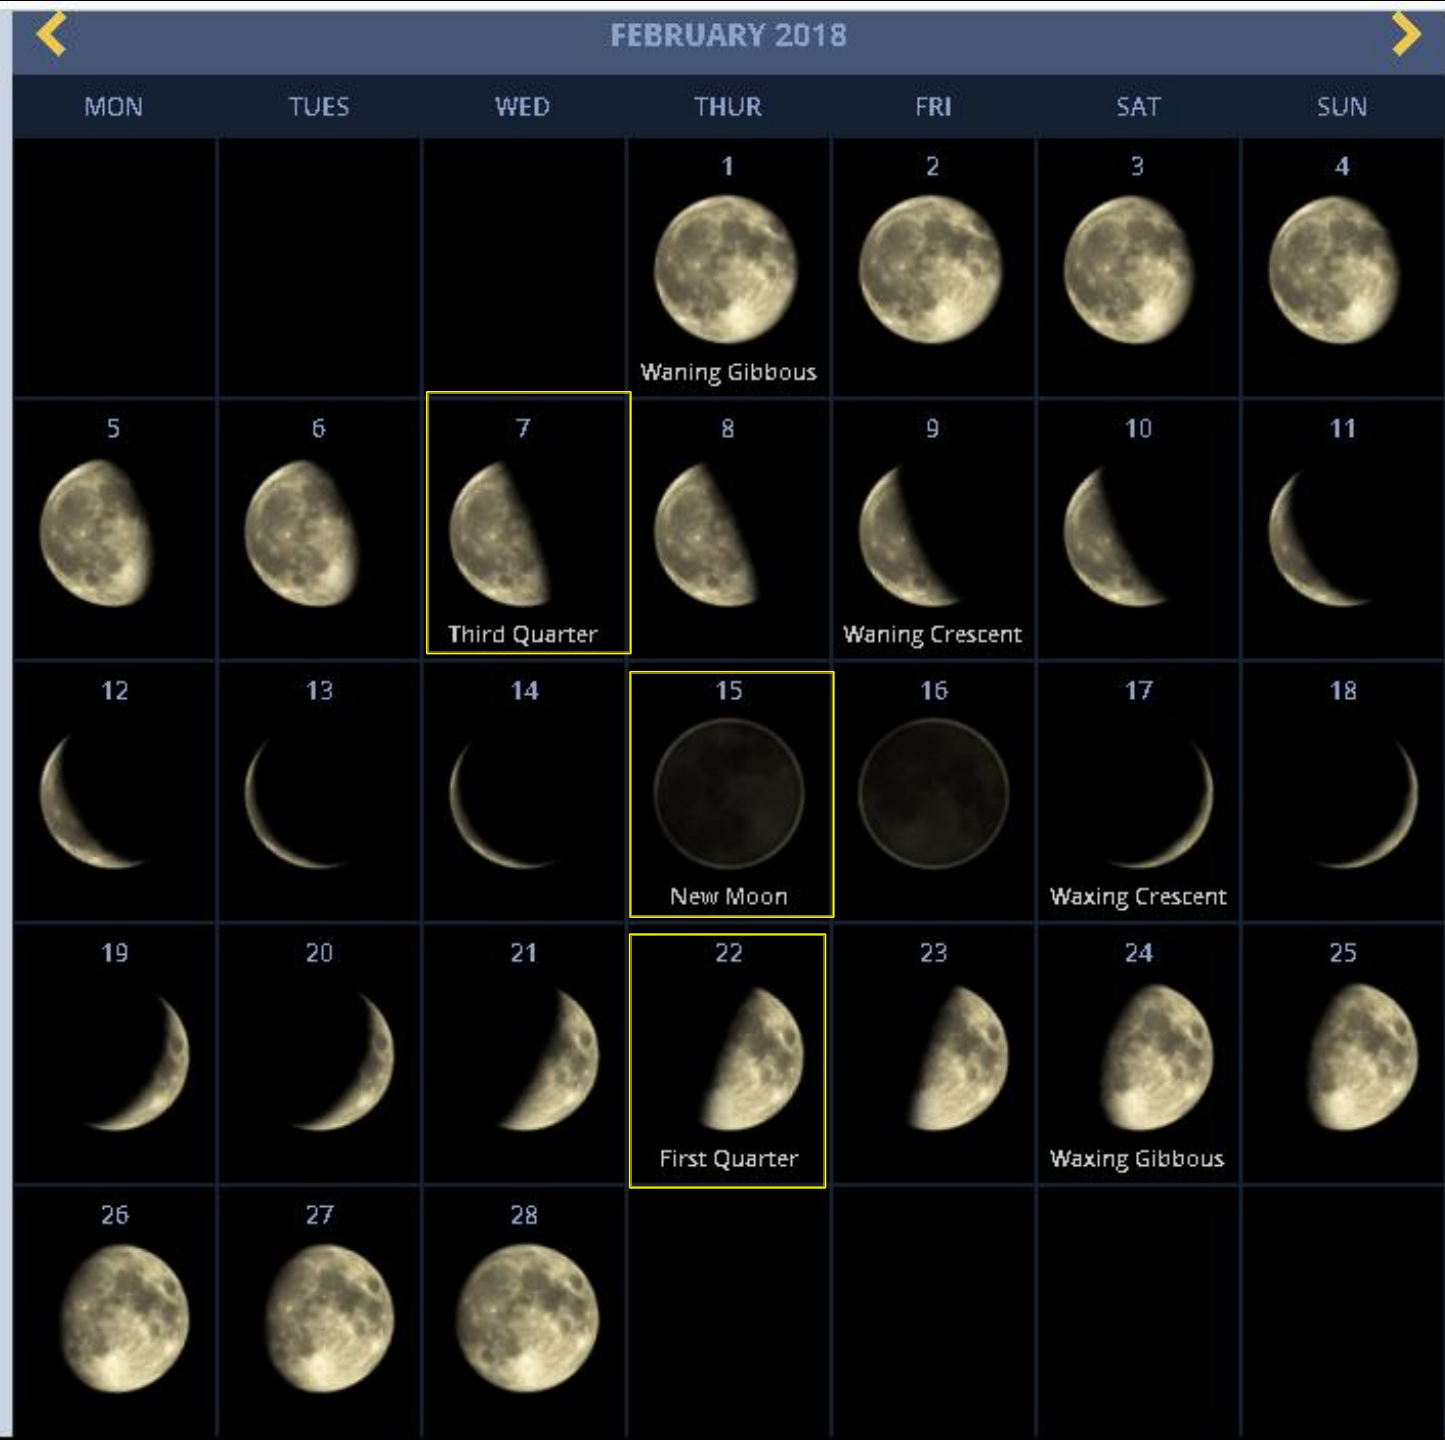 FEBRUARY 2018
MON TUES WED THUR FRI SAT SUN
1 2 3 4
Waning Gibbous
5 6 7 8 9 10 11
Third Quarter Waning Crescent
12 13 14 15 16 17 18
New Moon Waxing Crescent
19 20 21 22 23 24 25
First Quarter Waxing Gibbous
26 27 28